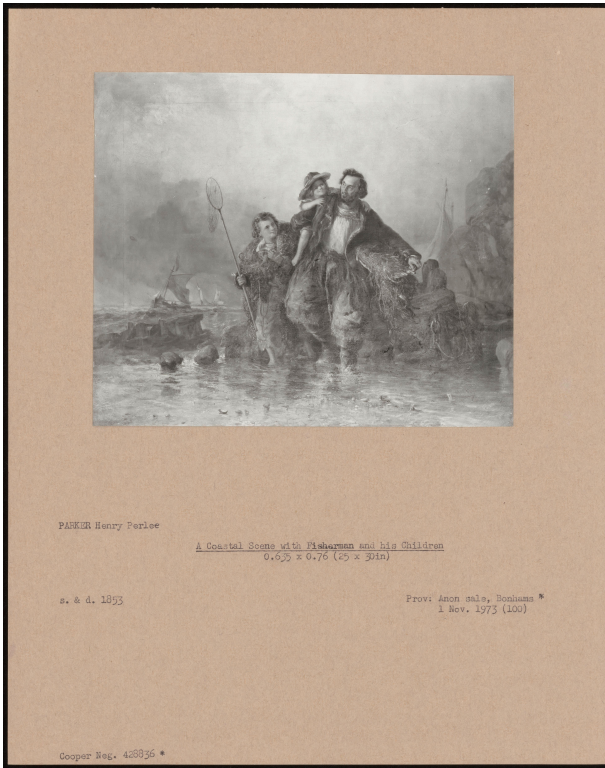 PARKER Henry Perlee
A Coastal Scene with Fisherman and his Children
0.635 x 0.76 (25 x 30in)
s. & d. 1853
Prov: Anon sale, Bonhams *
1 Nov. 1973 (100)
Cooper Neg. 428836 *